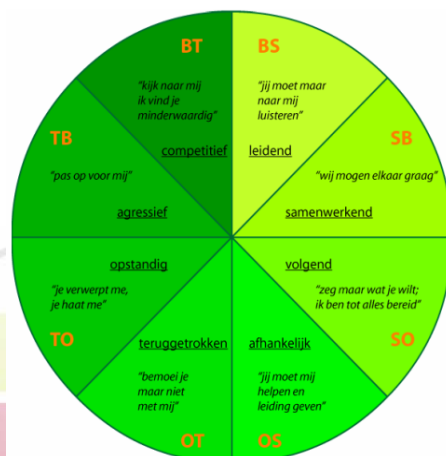 BT
BS
“kijk naar mij
ik vind je
minderwaardig”
“jij moet maar
naar mij
luisteren”
competitief
leidend
TB
SB
“pas op voor mij”
“wij mogen elkaar graag”
agressief
samenwerkend
opstandig
volgend
“je verwerpt me,
je haat me”
“zeg maar wat je wilt;
ik ben tot alles bereid”
TO
SO
teruggetrokken
afhankelijk
“bemoei je
maar niet
met mij”
“jij moet mij
helpen en
leiding geven”
OT
OS